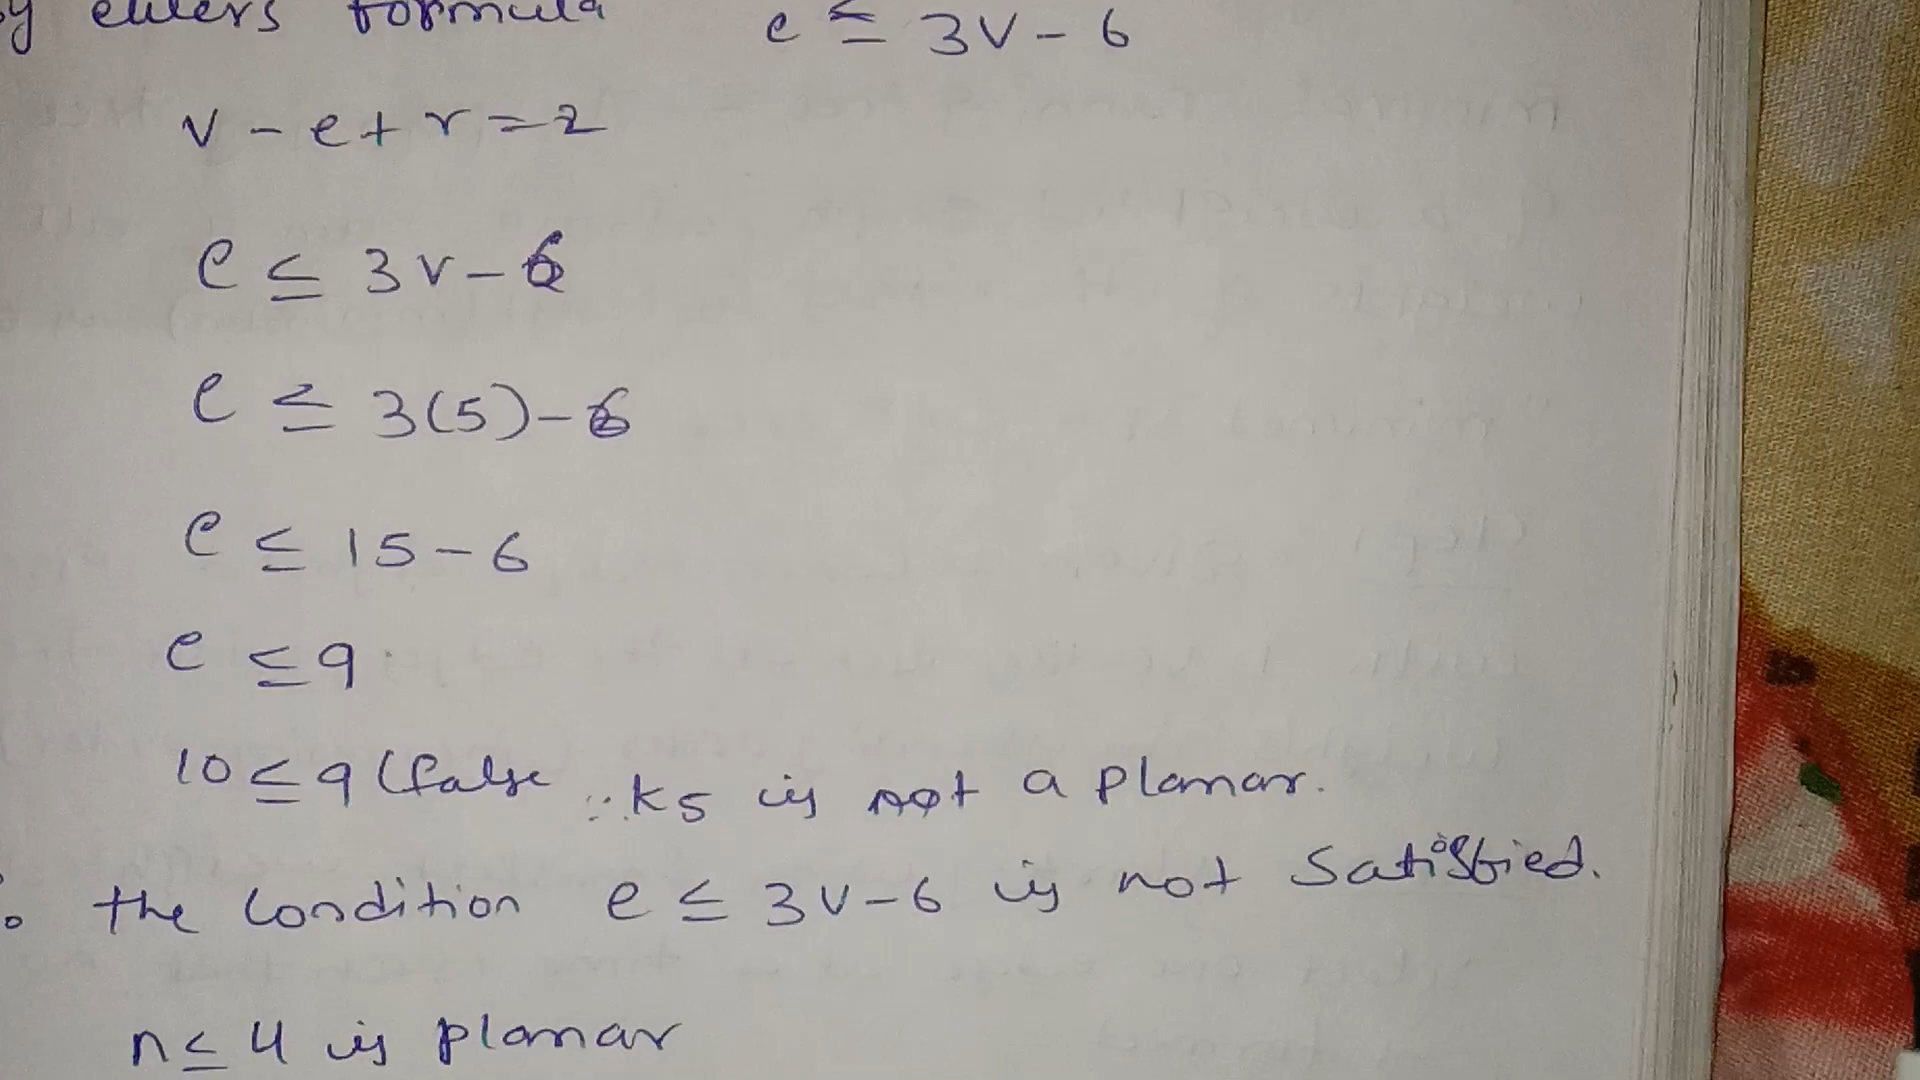 by eulers formula e ≤ 3V - 6
v - e + r = 2
e ≤ 3v - 6
e ≤ 3(5) - 6
e ≤ 15 - 6
e ≤ 9
10 ≤ 9 (false ∴ K5 is not a planar.
the condition e ≤ 3v - 6 is not satisfied.
n ≤ 4 is planar